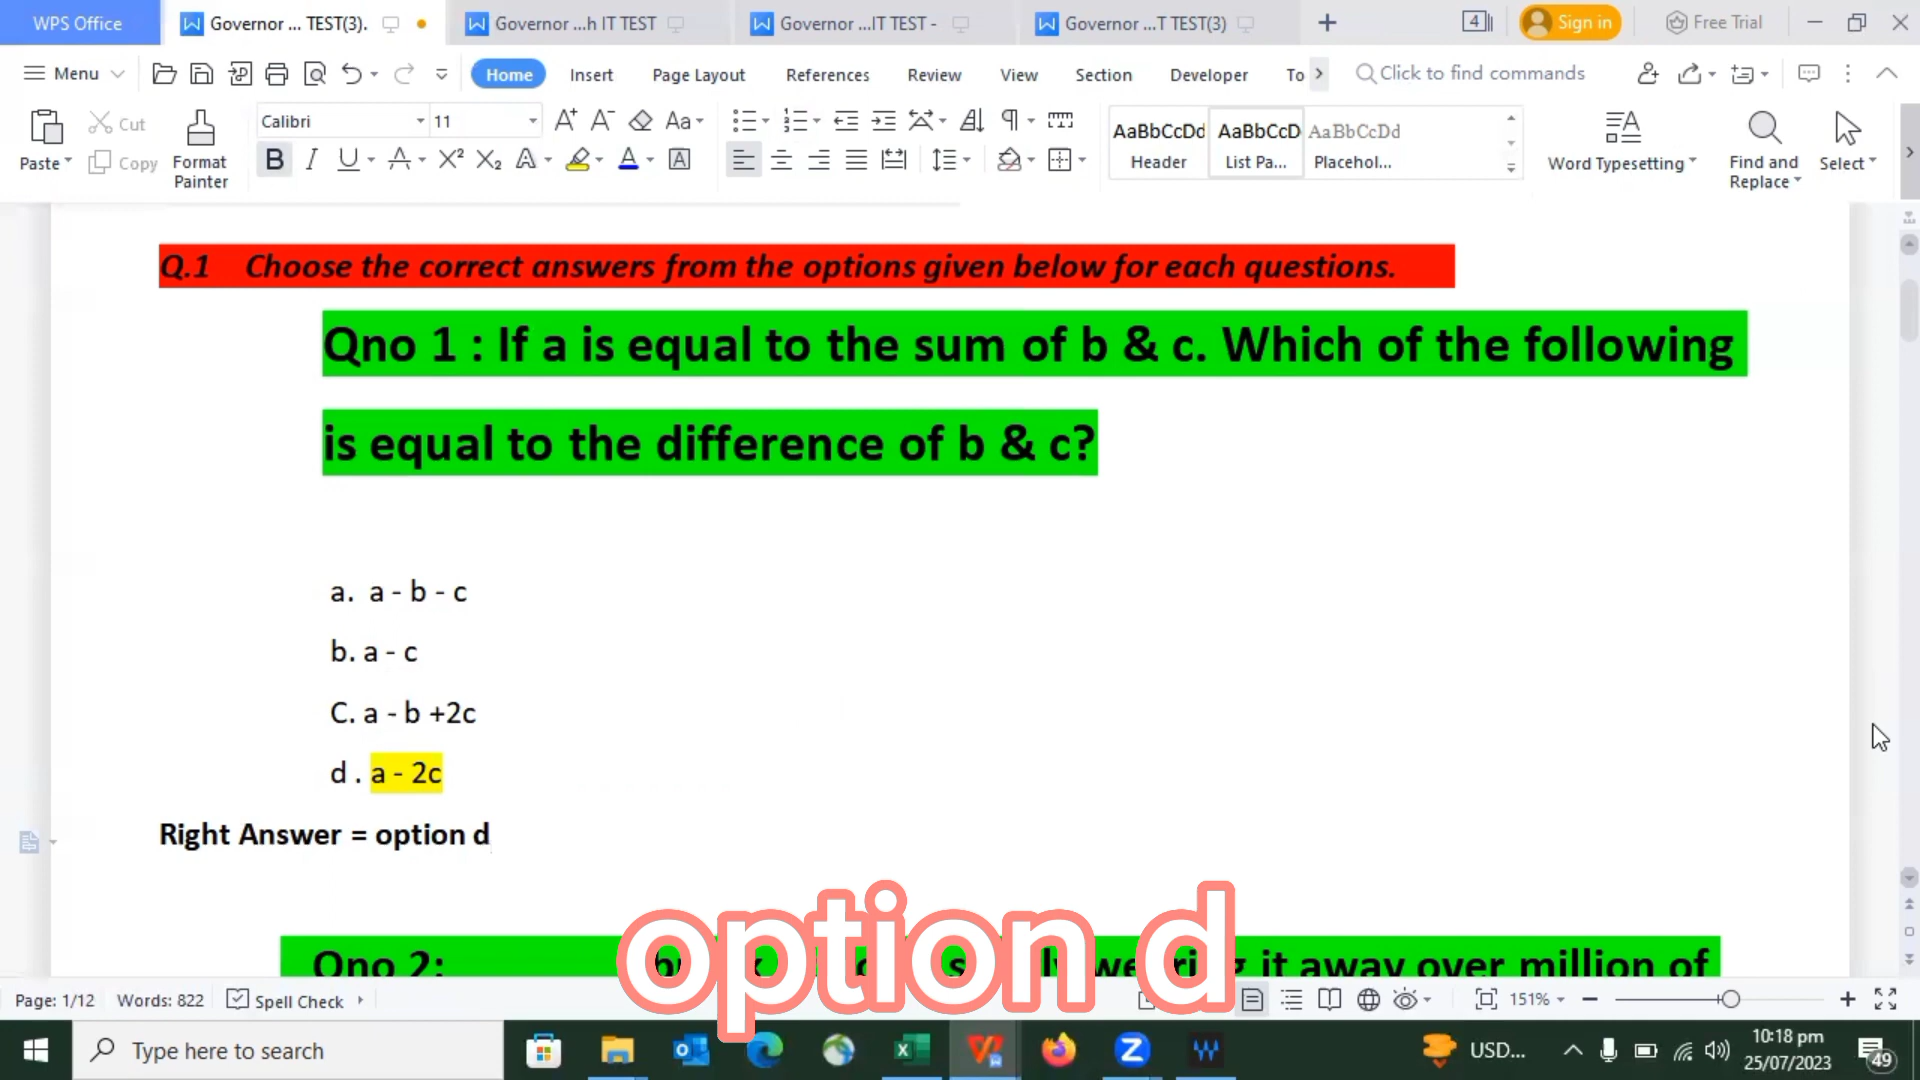 WPS Office
Governor ... TEST(3).
Governor ...h IT TEST
Governor ...IT TEST -
Governor ...T TEST(3)
4
Sign in
Free Trial
Menu
Home
Insert
Page Layout
References
Review
View
Section
Developer
To
Click to find commands
Paste
Cut
Copy
Format
Painter
Calibri
11
AaBbCcDd
Header
AaBbCcD
List Pa...
AaBbCcDd
Placehol...
Word Typesetting
Find and
Replace
Select
Q.1 Choose the correct answers from the options given below for each questions.
Qno 1 : If a is equal to the sum of b & c. Which of the following
is equal to the difference of b & c?
a. a - b - c
b. a - c
C. a - b +2c
d . a - 2c
Right Answer = option d
Qno 2: it away over million of
option d
Page: 1/12
Words: 822
Spell Check
151%
Type here to search
USD...
10:18 pm
25/07/2023
49